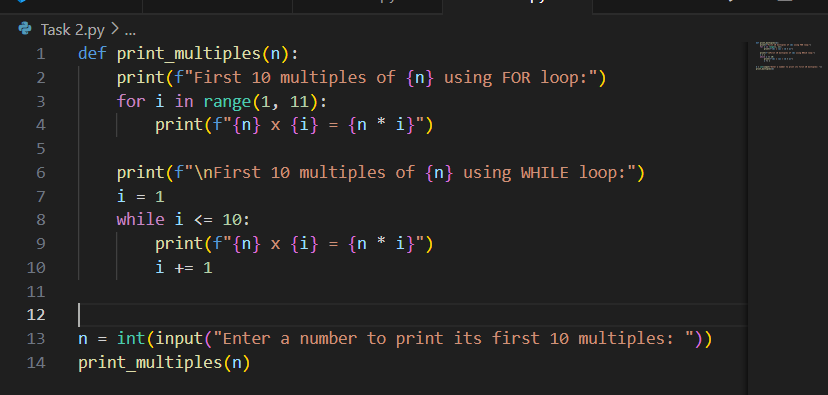 Task 2.py > ...
1 def print_multiples(n):
2     print(f"First 10 multiples of {n} using FOR loop:")
3     for i in range(1, 11):
4         print(f"{n} x {i} = {n * i}")
5
6     print(f"\nFirst 10 multiples of {n} using WHILE loop:")
7     i = 1
8     while i <= 10:
9         print(f"{n} x {i} = {n * i}")
10         i += 1
11
12
13 n = int(input("Enter a number to print its first 10 multiples: "))
14 print_multiples(n)